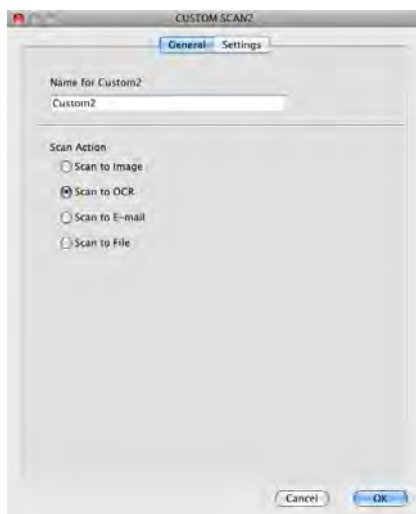 CUSTOM SCAN2
General Settings
Name for Custom2
Custom2
Scan Action
Scan to Image
Scan to OCR
Scan to E-mail
Scan to File
Cancel OK